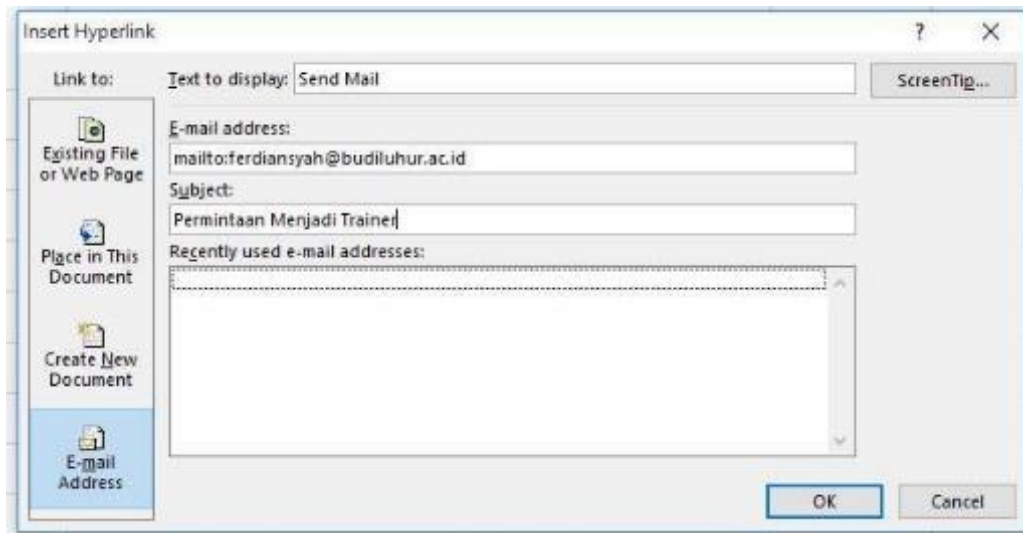 Insert Hyperlink ? X
Link to:
Text to display: Send Mail
ScreenTip...
Existing File
or Web Page
Place in This
Document
Create New
Document
E-mail
Address
E-mail address:
mailto:ferdiansyah@budiluhur.ac.id
Subject:
Permintaan Menjadi Trainer
Recently used e-mail addresses:
OK
Cancel